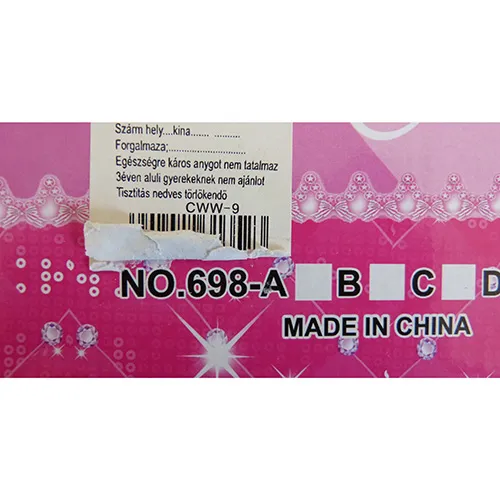 Szárm hely....kina....... ..........
Forgalmaza;........................
Egészségre káros anygot nem tatalmaz
3éven aluli gyerekeknek nem ajánlot
Tisztitás nedves törlökendő
CWW-9
NO.698-A B C D
MADE IN CHINA